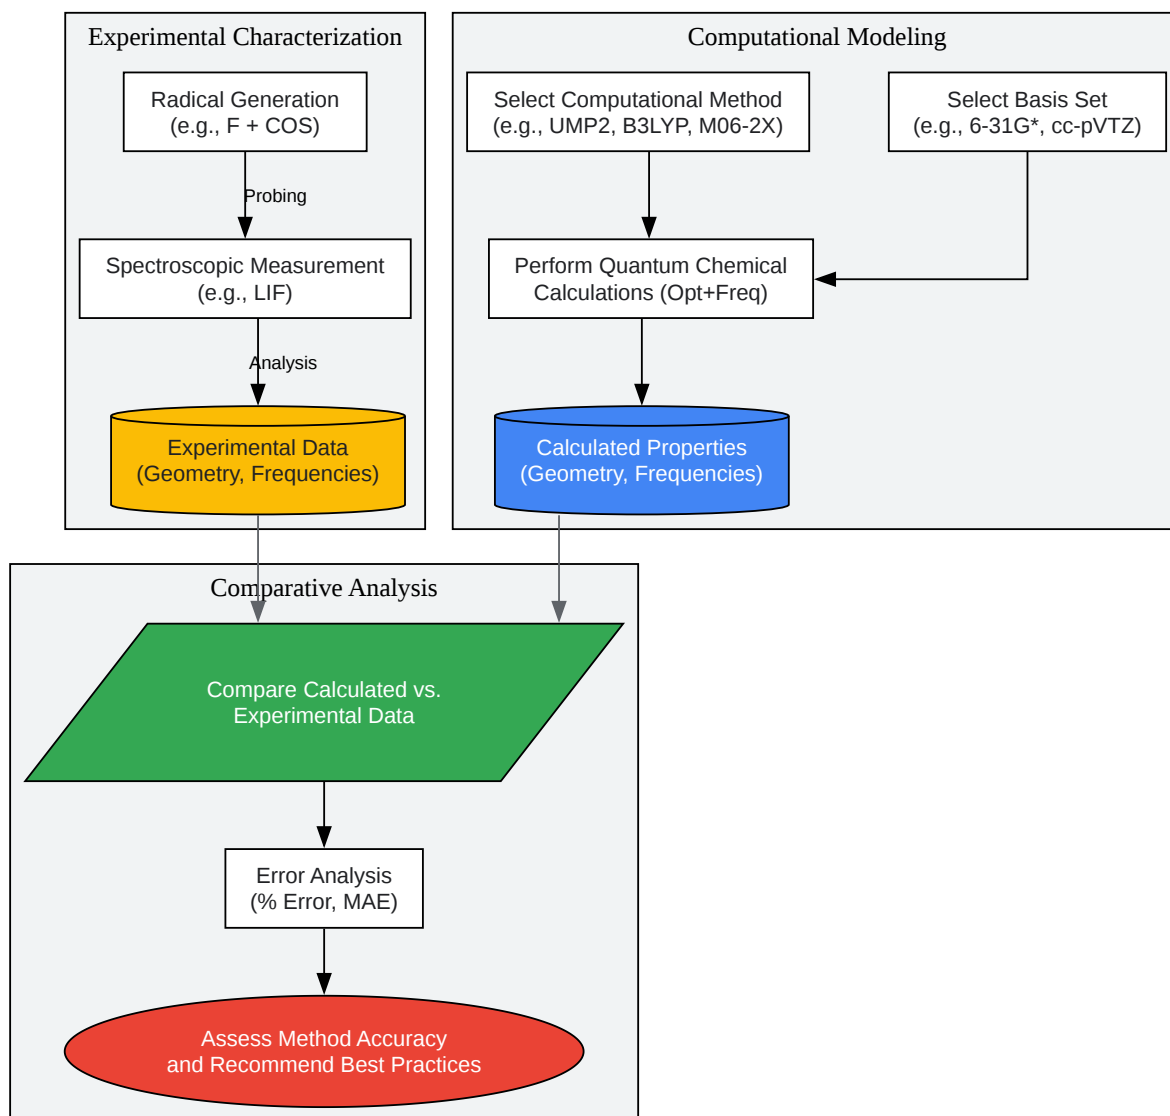 Experimental Characterization
Radical Generation
(e.g., F + COS)
Probing
Spectroscopic Measurement
(e.g., LIF)
Analysis
Experimental Data
(Geometry, Frequencies)
Computational Modeling
Select Computational Method
(e.g., UMP2, B3LYP, M06-2X)
Select Basis Set
(e.g., 6-31G*, cc-pVTZ)
Perform Quantum Chemical
Calculations (Opt+Freq)
Calculated Properties
(Geometry, Frequencies)
Comparative Analysis
Compare Calculated vs.
Experimental Data
Error Analysis
(% Error, MAE)
Assess Method Accuracy
and Recommend Best Practices